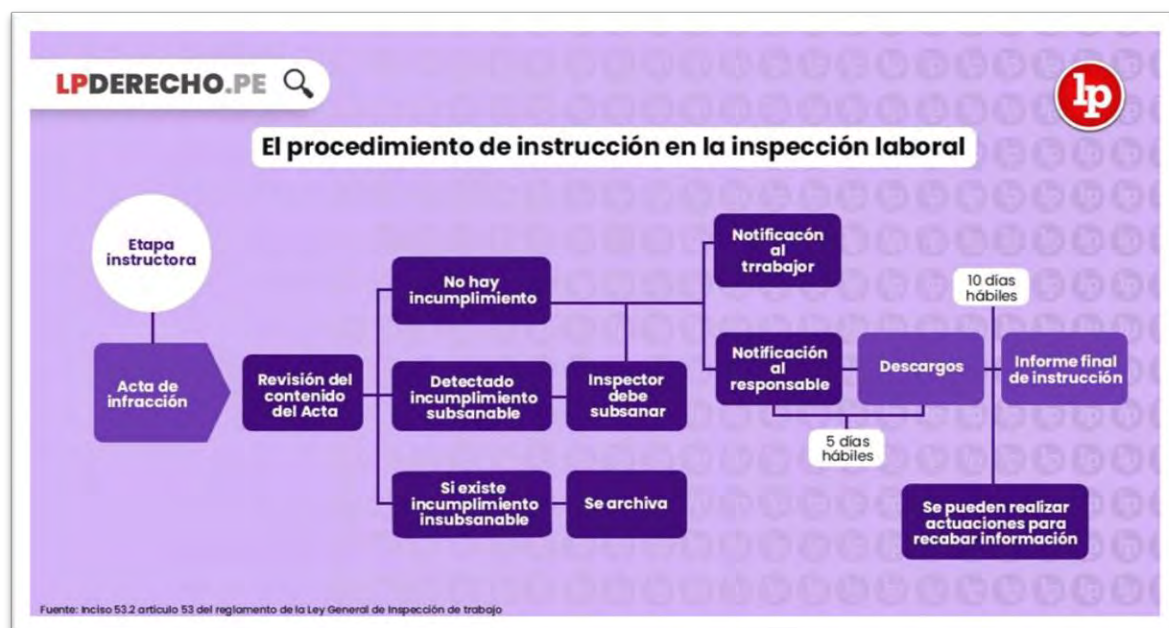 LPDERECHO.PE
lp
El procedimiento de instrucción en la inspección laboral
Etapa
instructora
Acta de
infracción
Revisión del
contenido
del Acta
No hay
incumplimiento
Detectado
incumplimiento
subsanable
Si existe
incumplimiento
insubsanable
Inspector
debe
subsanar
Se archiva
Notificacón
al
trrabajor
Notificación
al
responsable
Descargos
5 días
hábiles
10 días
hábiles
Informe final
de instrucción
Se pueden realizar
actuaciones para
recabar información
Fuente: Inciso 53.2 artículo 53 del reglamento de la Ley General de Inspección de trabajo